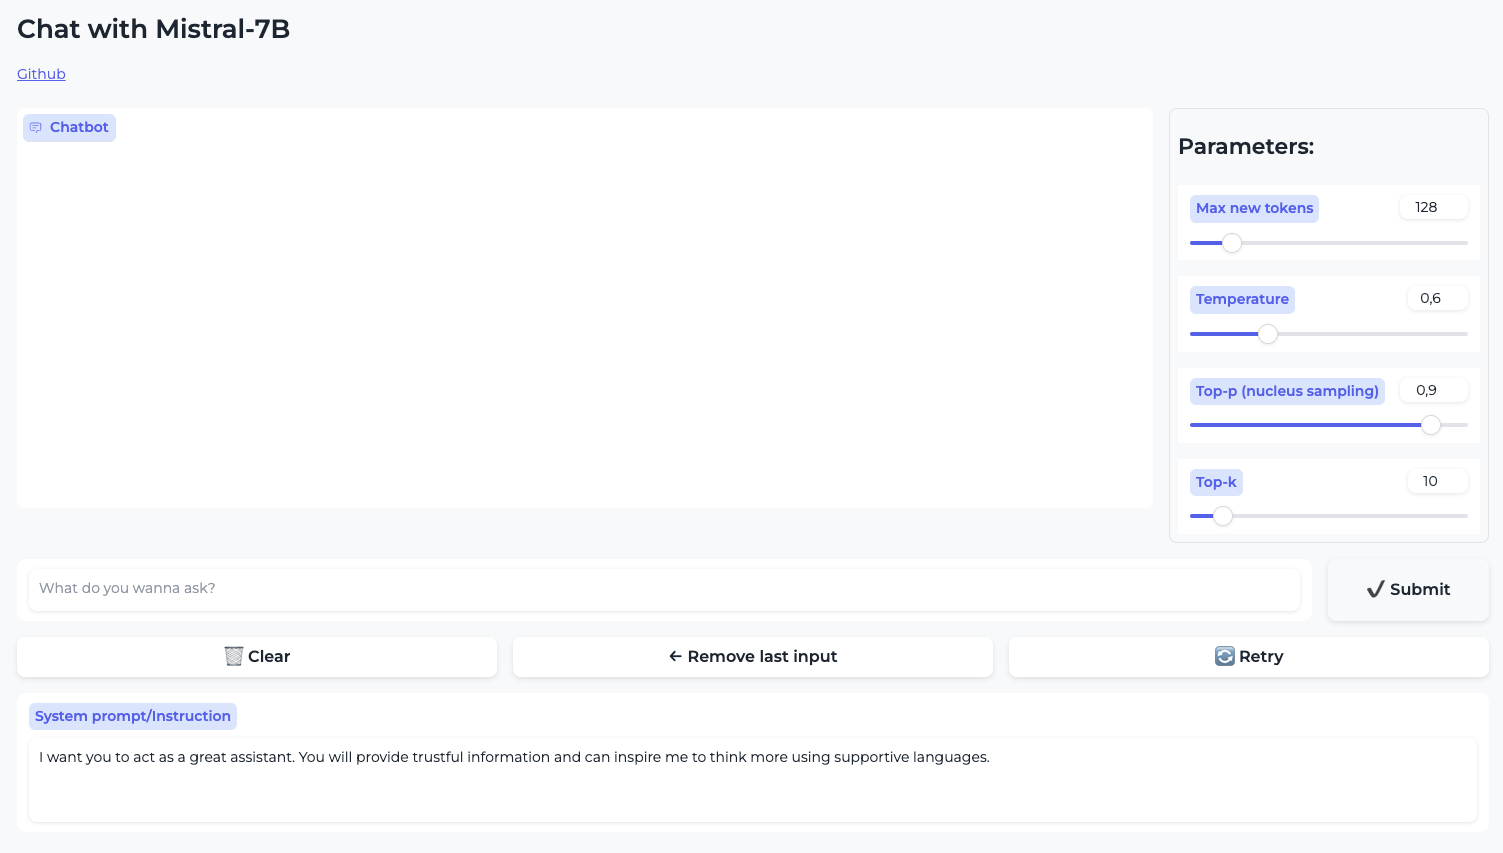 Chat with Mistral-7B
Github
Chatbot
Parameters:
Max new tokens 128
Temperature 0,6
Top-p (nucleus sampling) 0,9
Top-k 10
What do you wanna ask?
✔ Submit
🗑️ Clear
← Remove last input
🔄 Retry
System prompt/Instruction
I want you to act as a great assistant. You will provide trustful information and can inspire me to think more using supportive languages.